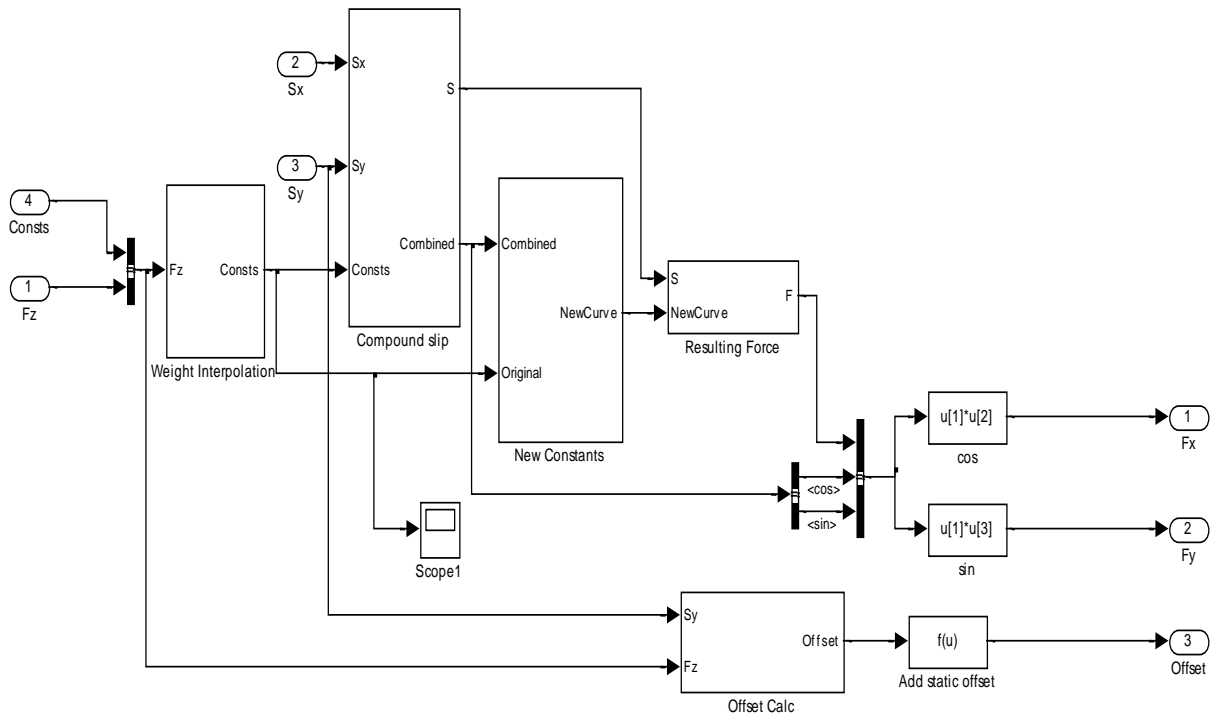 2
Sx
Sx
S
3
Sy
Sy
4
Consts
Combined
Combined
Fz
Consts
Consts
1
Fz
S
F
NewCurve
NewCurve
Compound slip
Resulting Force
Weight Interpolation
Original
u[1]*u[2]
1
cos
Fx
New Constants
<cos>
<sin>
u[1]*u[3]
2
sin
Fy
Scope1
Sy
Offset
f(u)
3
Fz
Add static offset
Offset
Offset Calc